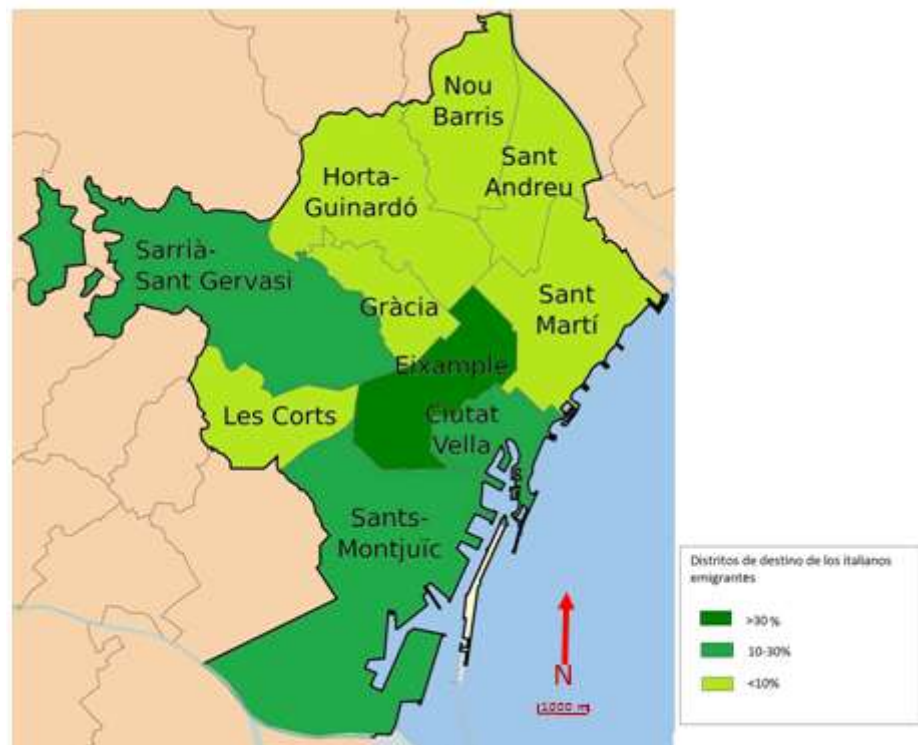 Nou
Barris
Sant
Andreu
Horta-
Guinardó
Sarrià-
Sant Gervasi
Gràcia
Sant
Martí
Eixample
Les Corts
Ciutat
Vella
Sants-
Montjuïc
N
1000 m
Distritos de destino de los italianos
emigrantes
>30 %
10-30%
<10%